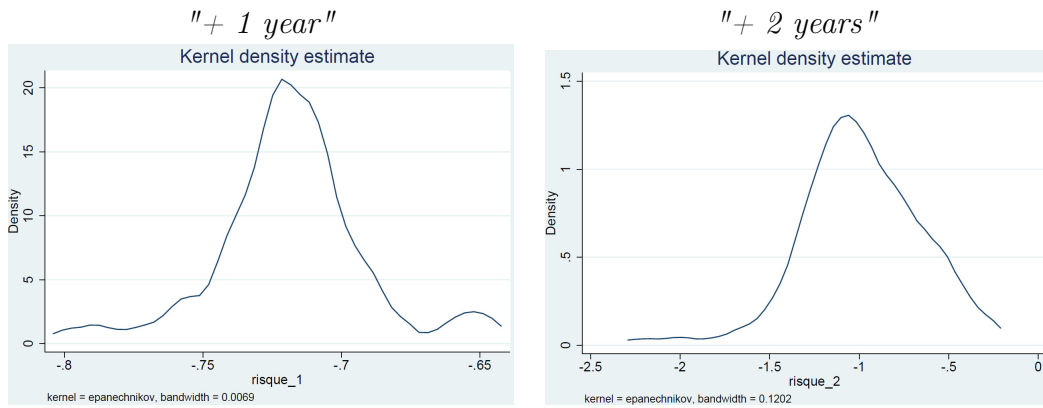 "+ 1 year"
Kernel density estimate
20
15
10
5
0
Density
-.8
-.75
-.7
-.65
risque_1
kernel = epanechnikov, bandwidth = 0.0069
"+ 2 years"
Kernel density estimate
1.5
1
.5
0
Density
-2.5
-2
-1.5
-1
-.5
0
risque_2
kernel = epanechnikov, bandwidth = 0.1202